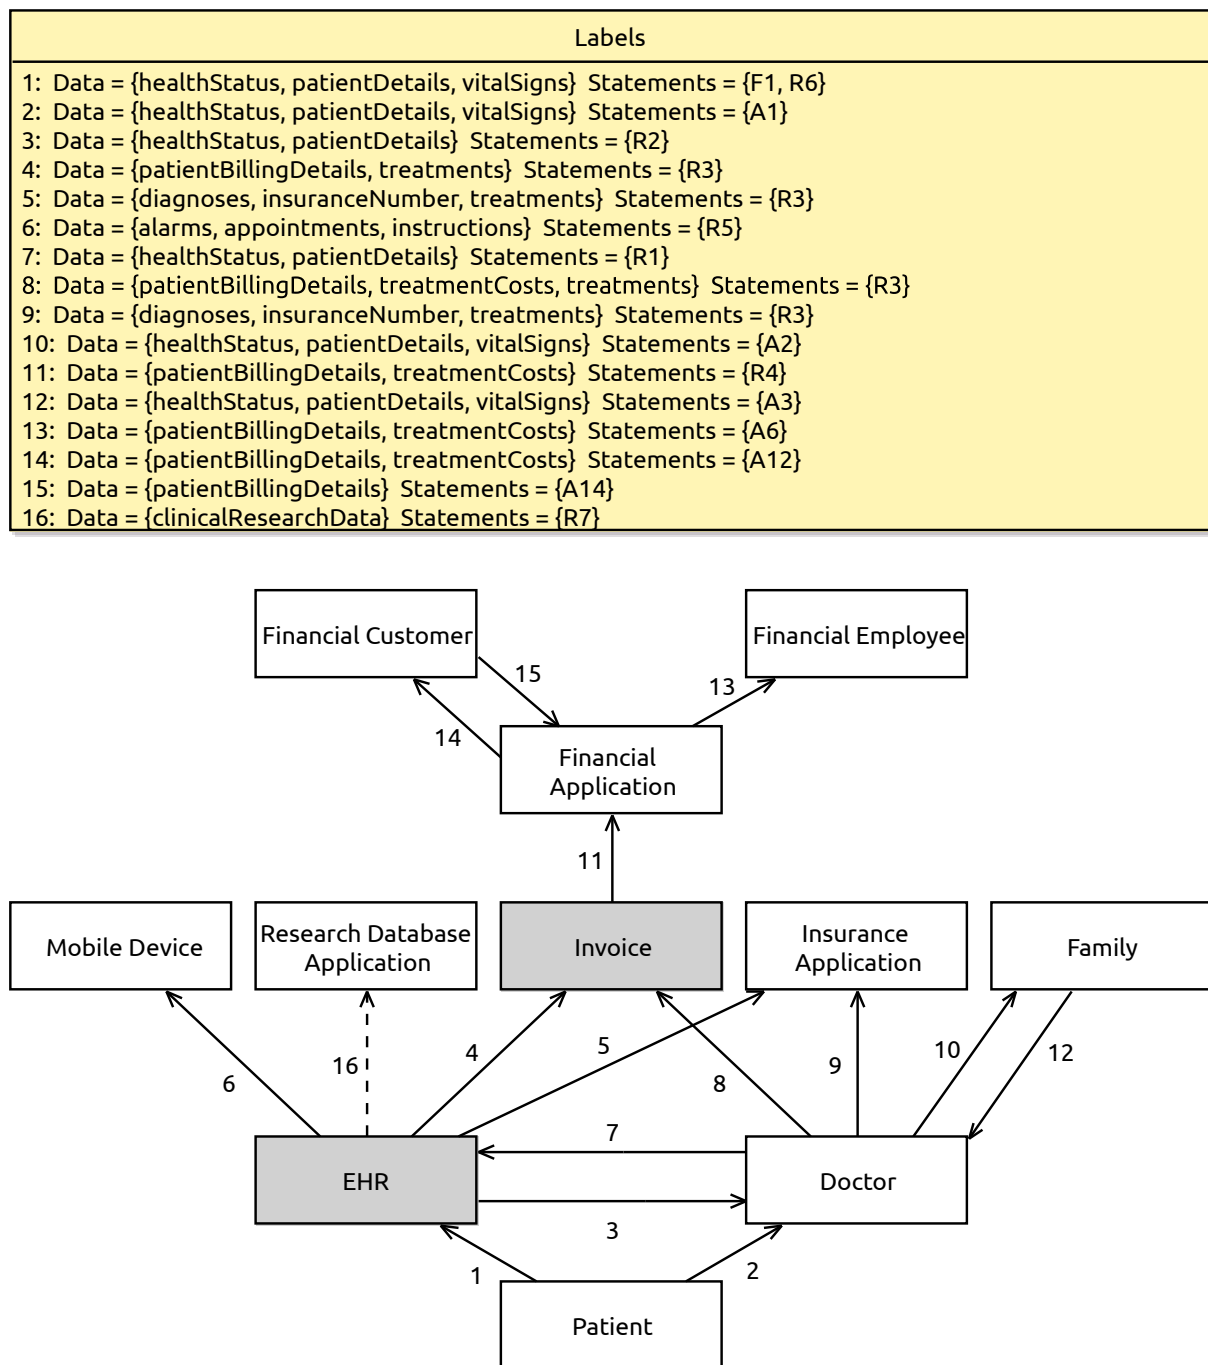 Labels
1: Data = {healthStatus, patientDetails, vitalSigns} Statements = {F1, R6}
2: Data = {healthStatus, patientDetails, vitalSigns} Statements = {A1}
3: Data = {healthStatus, patientDetails} Statements = {R2}
4: Data = {patientBillingDetails, treatments} Statements = {R3}
5: Data = {diagnoses, insuranceNumber, treatments} Statements = {R3}
6: Data = {alarms, appointments, instructions} Statements = {R5}
7: Data = {healthStatus, patientDetails} Statements = {R1}
8: Data = {patientBillingDetails, treatmentCosts, treatments} Statements = {R3}
9: Data = {diagnoses, insuranceNumber, treatments} Statements = {R3}
10: Data = {healthStatus, patientDetails, vitalSigns} Statements = {A2}
11: Data = {patientBillingDetails, treatmentCosts} Statements = {R4}
12: Data = {healthStatus, patientDetails, vitalSigns} Statements = {A3}
13: Data = {patientBillingDetails, treatmentCosts} Statements = {A6}
14: Data = {patientBillingDetails, treatmentCosts} Statements = {A12}
15: Data = {patientBillingDetails} Statements = {A14}
16: Data = {clinicalResearchData} Statements = {R7}
Financial Customer
Financial Employee
15
13
14
Financial
Application
11
Mobile Device
Research Database
Application
Invoice
Insurance
Application
Family
6
16
4
5
8
9
10
12
7
EHR
Doctor
3
1
2
Patient